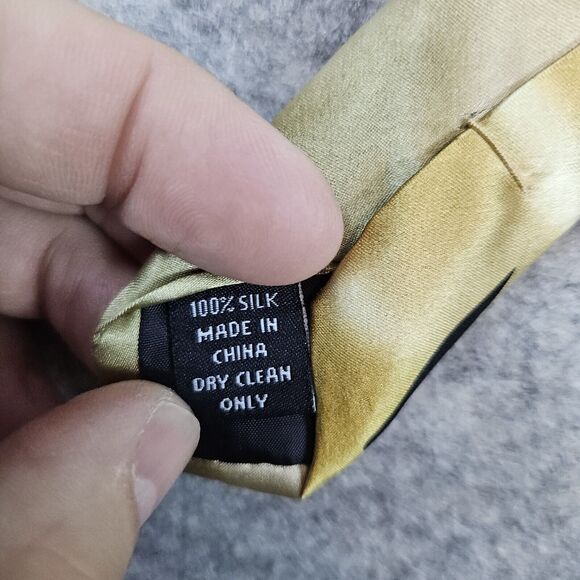 100% SILK
MADE IN
CHINA
DRY CLEAN
ONLY